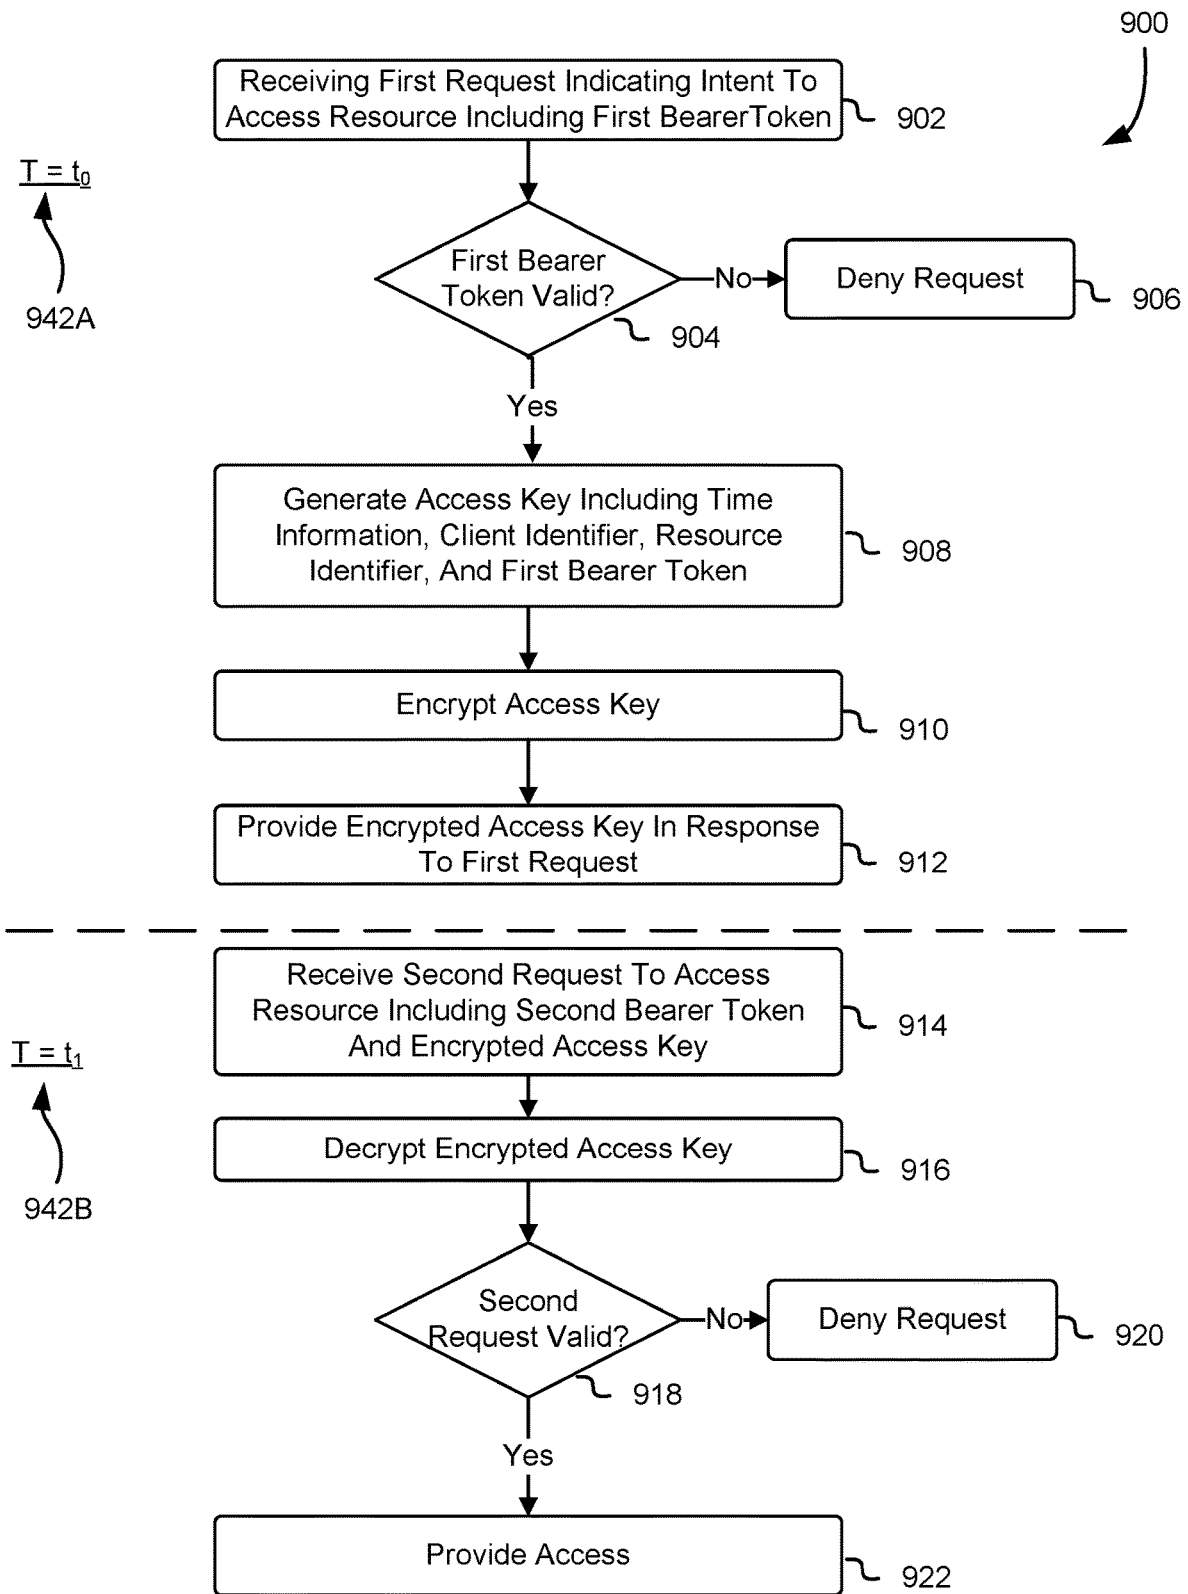 900
Receiving First Request Indicating Intent To
Access Resource Including First BearerToken
902
T = t0
942A
First Bearer
Token Valid?
904
No
Deny Request
906
Yes
Generate Access Key Including Time
Information, Client Identifier, Resource
Identifier, And First Bearer Token
908
Encrypt Access Key
910
Provide Encrypted Access Key In Response
To First Request
912
Receive Second Request To Access
Resource Including Second Bearer Token
And Encrypted Access Key
914
T = t1
942B
Decrypt Encrypted Access Key
916
Second
Request Valid?
918
No
Deny Request
920
Yes
Provide Access
922